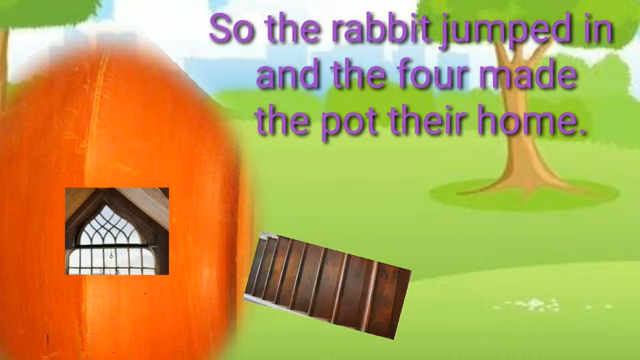 So the rabbit jumped in
and the four made
the pot their home.